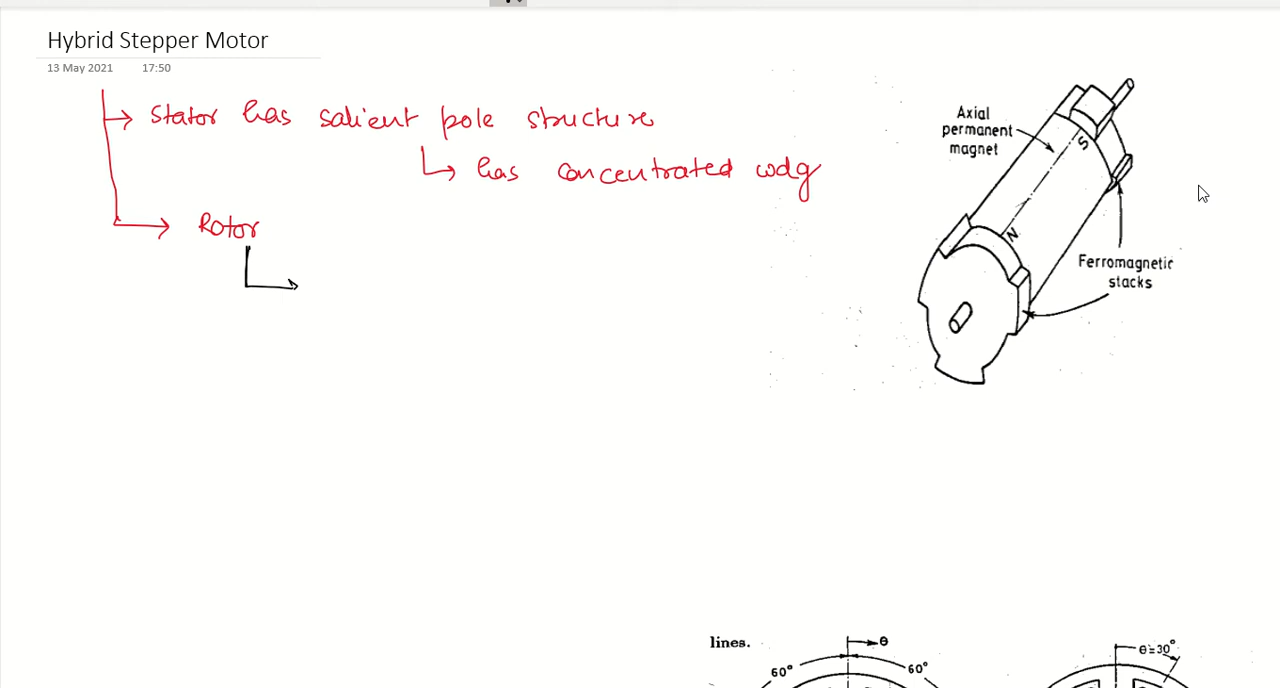 Hybrid Stepper Motor
13 May 2021 17:50
Stator has salient pole structure
has concentrated wdg
Rotor
Axial
permanent
magnet
S
N
Ferromagnetic
stacks
lines.
θ
60°
60°
θ=30°